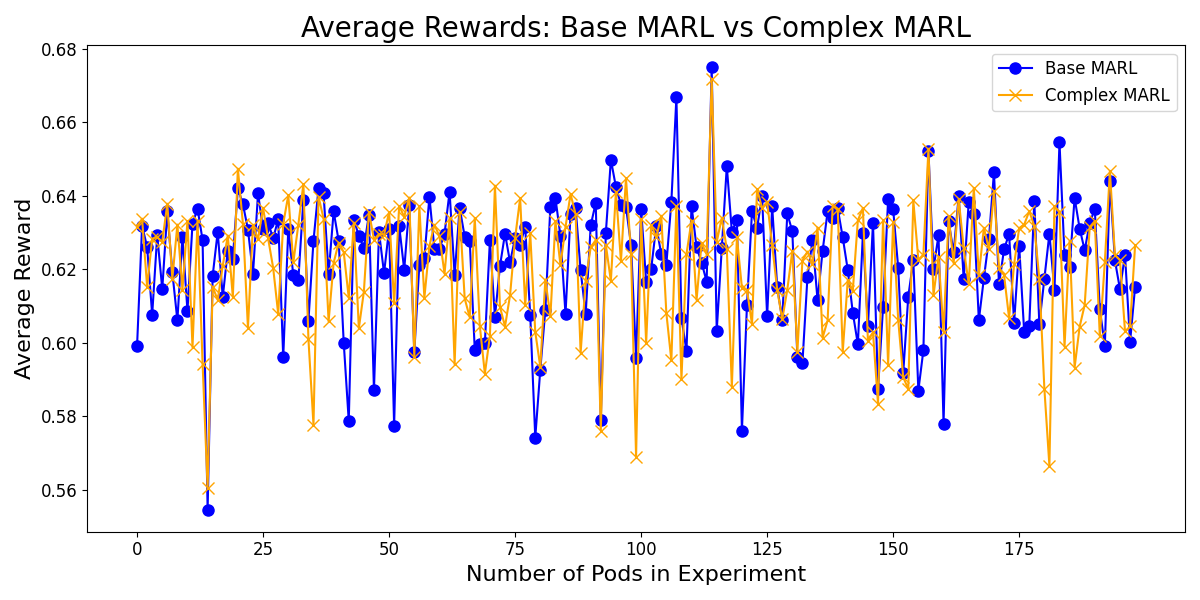 Average Rewards: Base MARL vs Complex MARL
Base MARL
Complex MARL
Average Reward
0.68
0.66
0.64
0.62
0.60
0.58
0.56
0 25 50 75 100 125 150 175
Number of Pods in Experiment